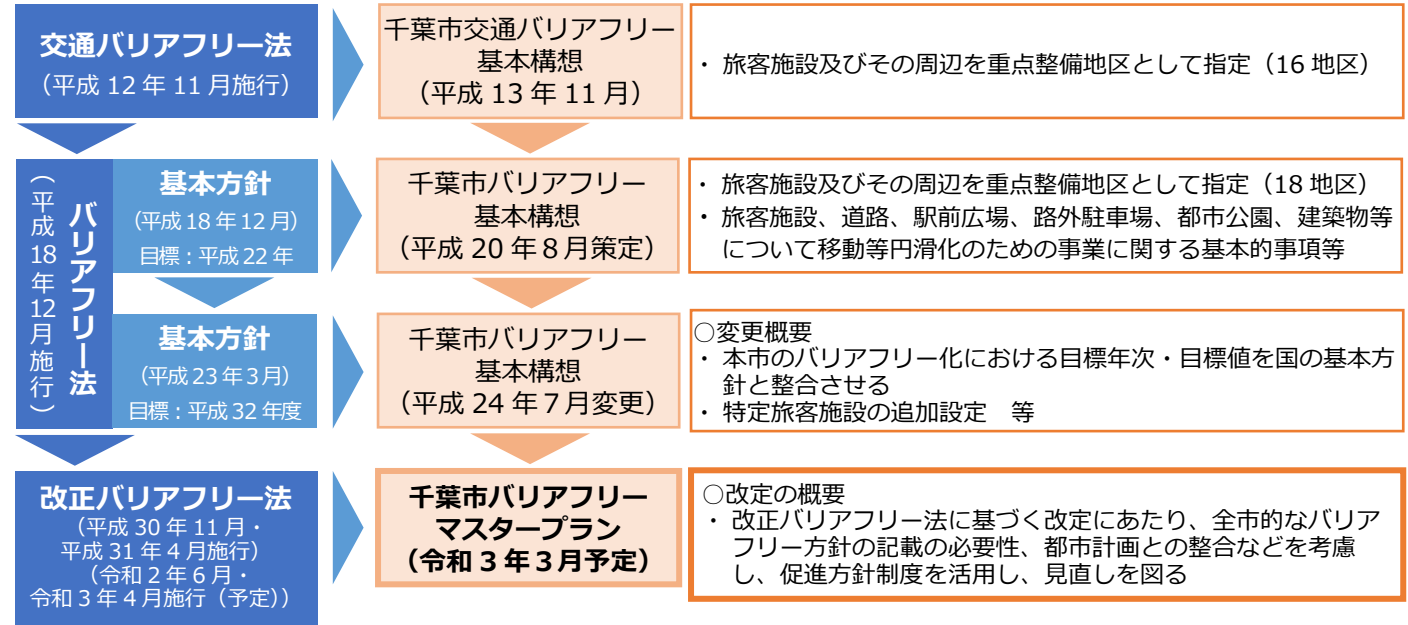 交通バリアフリー法
（平成 12 年 11 月施行）
千葉市交通バリアフリー
基本構想
（平成 13 年 11 月）
・ 旅客施設及びその周辺を重点整備地区として指定（16 地区）
バリアフリー法
（平成18年12月施行）
基本方針
（平成 18 年 12 月）
目標：平成 22 年
千葉市バリアフリー
基本構想
（平成 20 年８月策定）
・ 旅客施設及びその周辺を重点整備地区として指定（18 地区）
・ 旅客施設、道路、駅前広場、路外駐車場、都市公園、建築物等
について移動等円滑化のための事業に関する基本的事項等
基本方針
（平成 23 年３月）
目標：平成 32 年度
千葉市バリアフリー
基本構想
（平成 24 年７月変更）
○変更概要
・ 本市のバリアフリー化における目標年次・目標値を国の基本方
針と整合させる
・ 特定旅客施設の追加設定　等
改正バリアフリー法
（平成 30 年 11 月・
平成 31 年 4 月施行）
（令和 2 年 6 月・
令和 3 年 4 月施行（予定））
千葉市バリアフリー
マスタープラン
（令和 3 年３月予定）
○改定の概要
・ 改正バリアフリー法に基づく改定にあたり、全市的なバリア
フリー方針の記載の必要性、都市計画との整合などを考慮
し、促進方針制度を活用し、見直しを図る